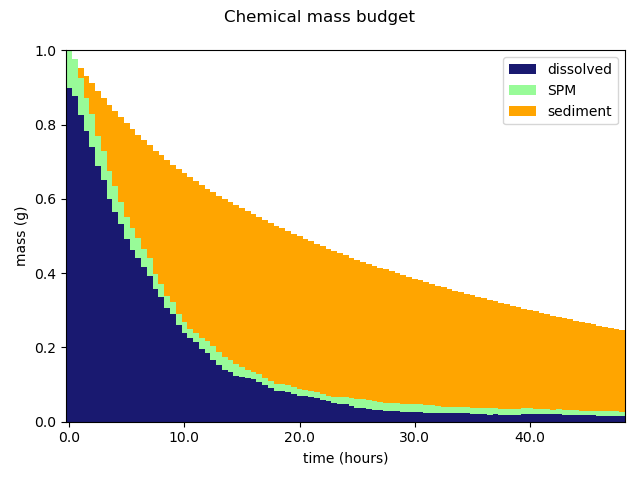 Chemical mass budget
1.0
0.8
0.6
0.4
0.2
0.0
mass (g)
dissolved
SPM
sediment
0.0 10.0 20.0 30.0 40.0
time (hours)